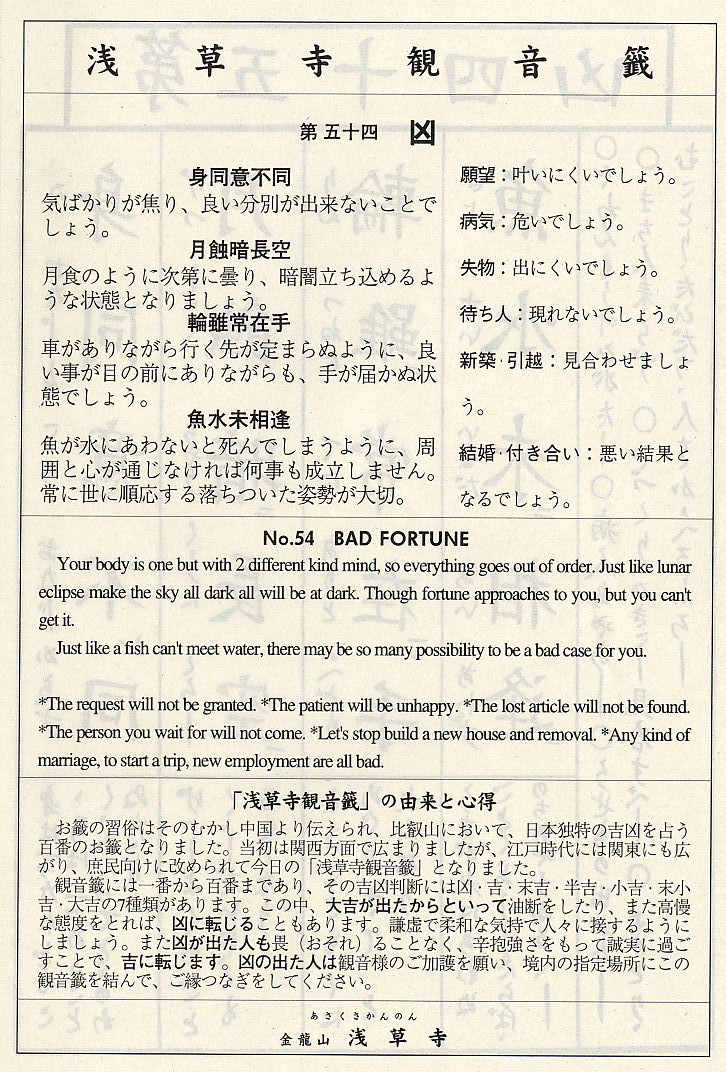 浅草寺観音籤
第五十四 凶
身同意不同
気ばかりが焦り、良い分別が出来ないことで
しょう。
月蝕暗長空
月食のように次第に曇り、暗闇立ち込めるよ
うな状態となりましょう。
輪雖常在手
車がありながら行く先が定まらぬように、良
い事が目の前にありながらも、手が届かぬ状
態でしょう。
魚水未相逢
魚が水にあわないと死んでしまうように、周
囲と心が通じなければ何事も成立しません。
常に世に順応する落ちついた姿勢が大切。
願望：叶いにくいでしょう。
病気：危いでしょう。
失物：出にくいでしょう。
待ち人：現れないでしょう。
新築・引越：見合わせましょ
う。
結婚・付き合い：悪い結果と
なるでしょう。
No.54 BAD FORTUNE
Your body is one but with 2 different kind mind, so everything goes out of order. Just like lunar
eclipse make the sky all dark all will be at dark. Though fortune approaches to you, but you can't
get it.
Just like a fish can't meet water, there may be so many possibility to be a bad case for you.
*The request will not be granted. *The patient will be unhappy. *The lost article will not be found.
*The person you wait for will not come. *Let's stop build a new house and removal. *Any kind of
marriage, to start a trip, new employment are all bad.
「浅草寺観音籤」の由来と心得
お籤の習俗はそのむかし中国より伝えられ、比叡山において、日本独特の吉凶を占う
百番のお籤となりました。当初は関西方面で広まりましたが、江戸時代には関東にも広
がり、庶民向けに改められて今日の「浅草寺観音籤」となりました。
観音籤には一番から百番まであり、その吉凶判断には凶・吉・末吉・半吉・小吉・末小
吉・大吉の7種類があります。この中、大吉が出たからといって油断をしたり、また高慢
な態度をとれば、凶に転じることもあります。謙虚で柔和な気持で人々に接するように
しましょう。また凶が出た人も畏（おそれ）ることなく、辛抱強さをもって誠実に過ご
すことで、吉に転じます。凶の出た人は観音様のご加護を願い、境内の指定場所にこの
観音籤を結んで、ご縁つなぎをしてください。
あさくさかんのん
金龍山 浅草寺